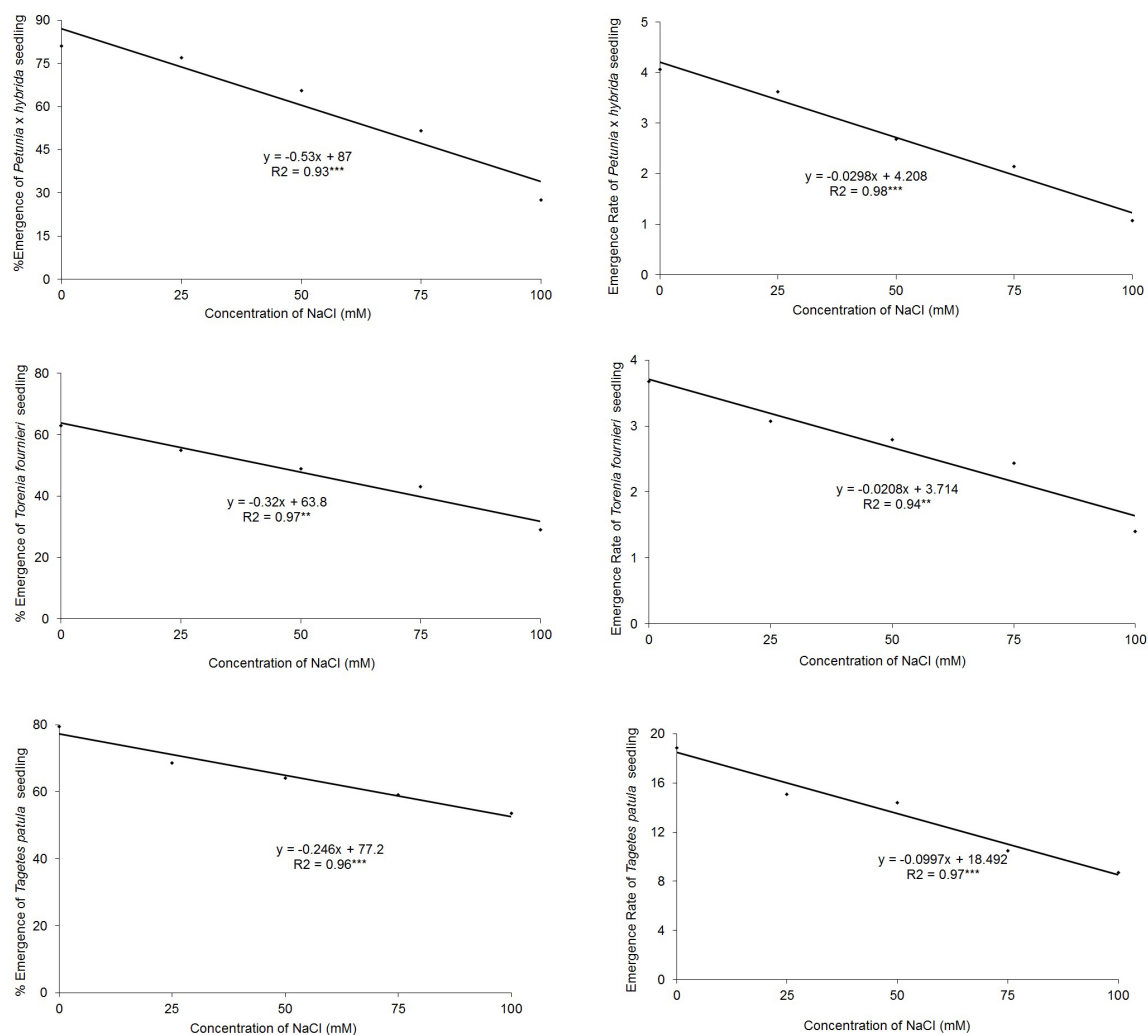 %Emergence of Petunia x hybrida seedling
90
75
60
45
30
15
0
y = -0.53x + 87
R2 = 0.93***
0 25 50 75 100
Concentration of NaCl (mM)
Emergence Rate of Petunia x hybrida seedling
5
4
3
2
1
0
y = -0.0298x + 4.208
R2 = 0.98***
0 25 50 75 100
Concentration of NaCl (mM)
% Emergence of Torenia fournieri seedling
80
60
40
20
0
y = -0.32x + 63.8
R2 = 0.97**
0 25 50 75 100
Concentration of NaCl (mM)
Emergence Rate of Torenia fournieri seedling
4
3
2
1
0
y = -0.0208x + 3.714
R2 = 0.94**
0 25 50 75 100
Concentration of NaCl (mM)
% Emergence of Tagetes patula seedling
80
60
40
20
0
y = -0.246x + 77.2
R2 = 0.96***
0 25 50 75 100
Concentration of NaCl (mM)
Emergence Rate of Tagetes patula seedling
20
16
12
8
4
0
y = -0.0997x + 18.492
R2 = 0.97***
0 25 50 75 100
Concentration of NaCl (mM)